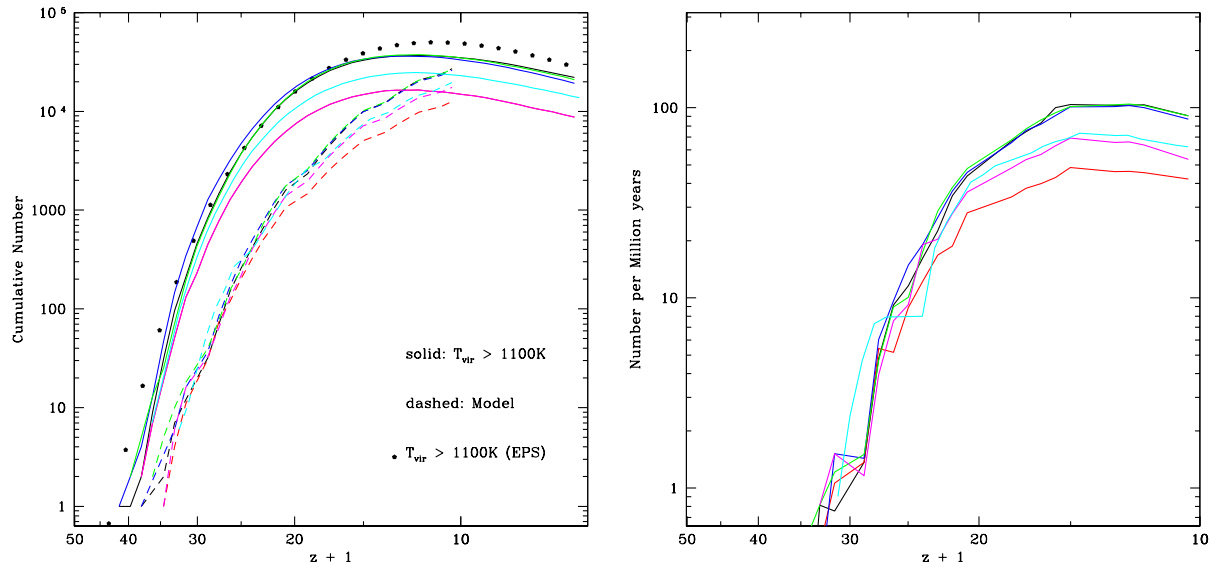 10⁵
10⁴
1000
100
10
1
Cumulative Number
solid: T_vir > 1100K
dashed: Model
T_vir > 1100K (EPS)
50 40 30 20 10
z + 1
100
10
1
Number per Million years
50 40 30 20 10
z + 1